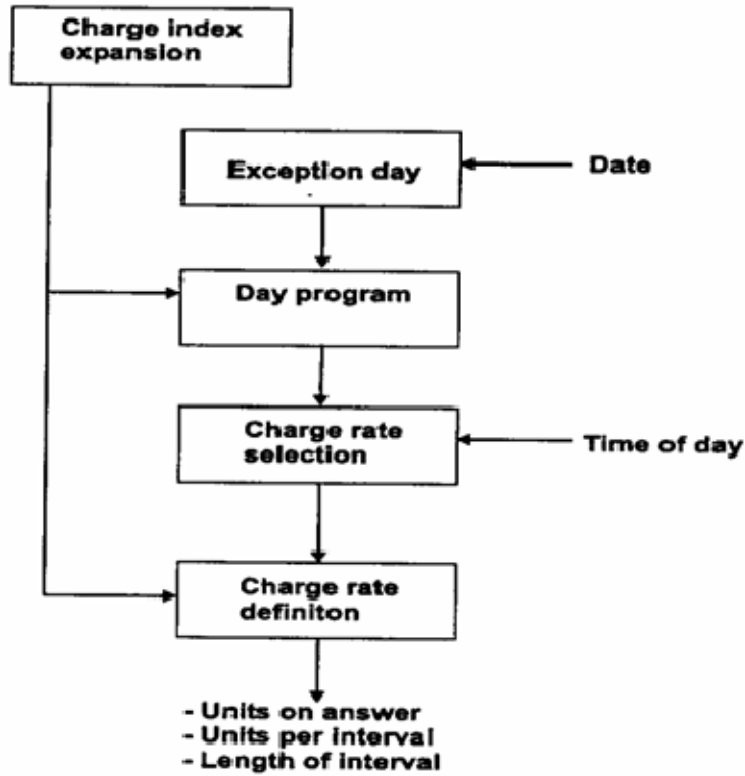 Charge index
expansion
Exception day
Date
Day program
Charge rate
selection
Time of day
Charge rate
definiton
- Units on answer
- Units per interval
- Length of interval